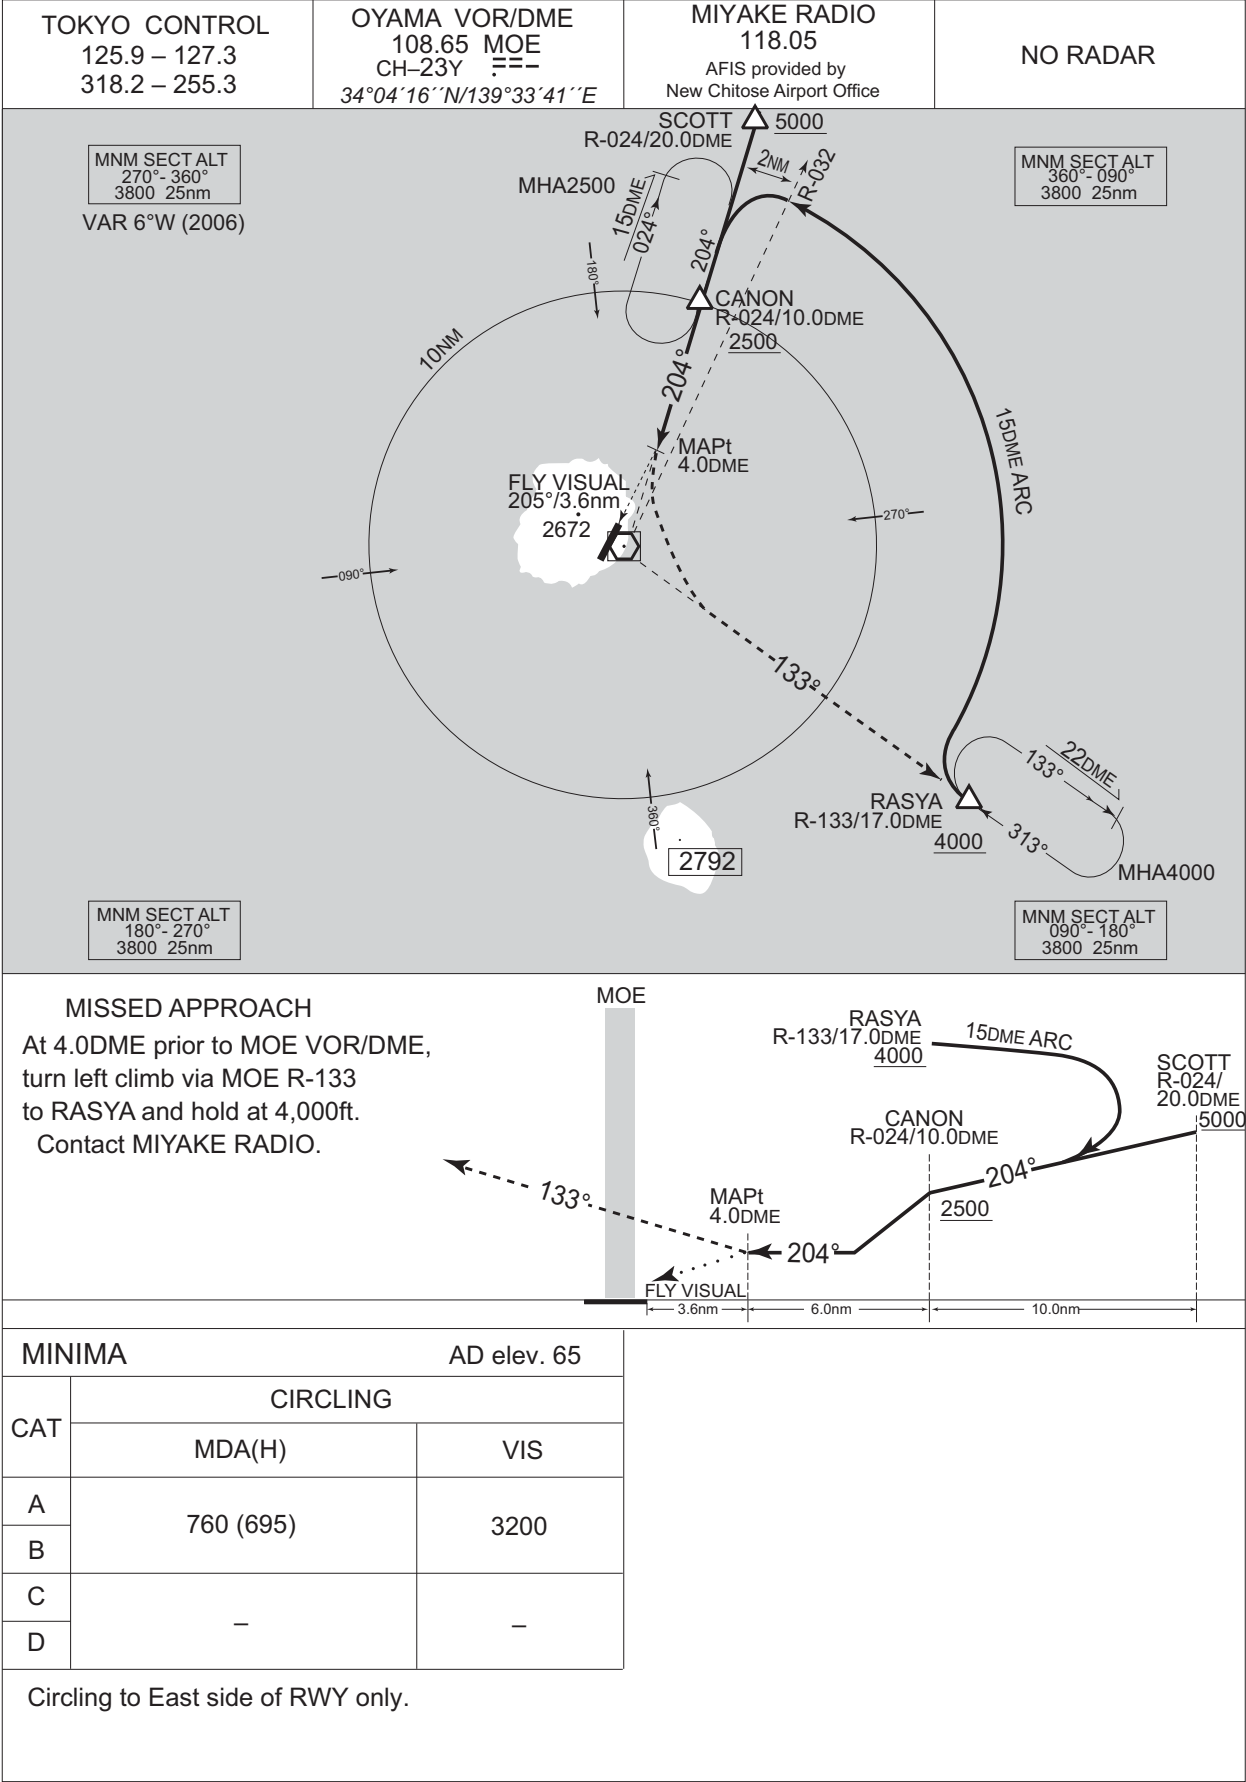 TOKYO CONTROL
125.9 – 127.3
318.2 – 255.3
OYAMA VOR/DME
108.65 MOE
CH–23Y
34°04´16´´N/139°33´41´´E
MIYAKE RADIO
118.05
AFIS provided by
New Chitose Airport Office
NO RADAR
MNM SECT ALT
270°- 360°
3800 25nm
VAR 6°W (2006)
SCOTT
R-024/20.0DME
5000
MNM SECT ALT
360°- 090°
3800 25nm
MHA2500
15DME
024°
2NM
R-032
204°
180°
CANON
R-024/10.0DME
2500
10NM
204°
MAPt
4.0DME
15DME ARC
FLY VISUAL
205°/3.6nm
2672
270°
090°
133°
360°
2792
RASYA
R-133/17.0DME
4000
133°
22DME
313°
MHA4000
MNM SECT ALT
180°- 270°
3800 25nm
MNM SECT ALT
090°- 180°
3800 25nm
MISSED APPROACH
At 4.0DME prior to MOE VOR/DME,
turn left climb via MOE R-133
to RASYA and hold at 4,000ft.
Contact MIYAKE RADIO.
MOE
RASYA
R-133/17.0DME
4000
15DME ARC
SCOTT
R-024/
20.0DME
5000
CANON
R-024/10.0DME
204°
2500
133°
MAPt
4.0DME
204°
FLY VISUAL
3.6nm
6.0nm
10.0nm
MINIMA
AD elev. 65
CAT
CIRCLING
MDA(H)
VIS
A
B
760 (695)
3200
C
D
–
–
Circling to East side of RWY only.